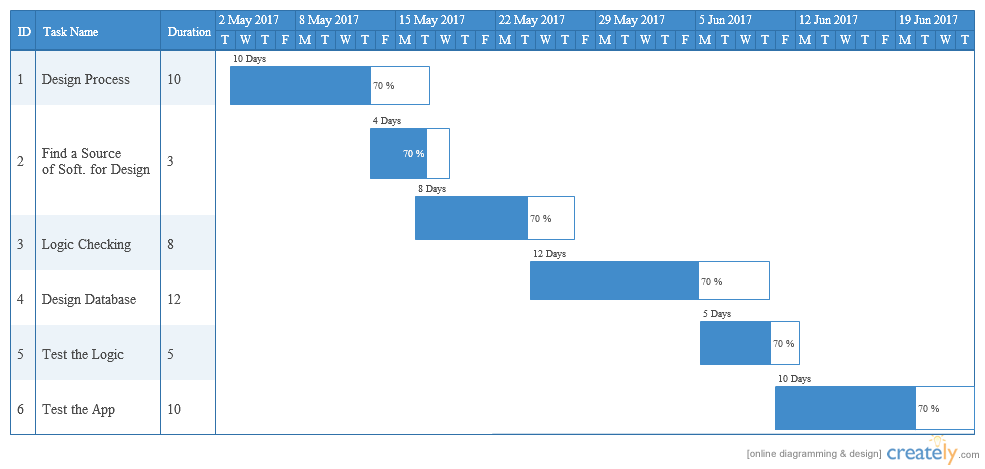 ID Task Name Duration 2 May 2017 8 May 2017 15 May 2017 22 May 2017 29 May 2017 5 Jun 2017 12 Jun 2017 19 Jun 2017
T W T F M T W T F M T W T F M T W T F M T W T F M T W T F M T W T F M T W T
10 Days
1 Design Process 10 70 %
4 Days
2 Find a Source
of Soft. for Design 3 70 %
8 Days
70 %
3 Logic Checking 8
12 Days
4 Design Database 12 70 %
5 Days
5 Test the Logic 5 70 %
10 Days
6 Test the App 10 70 %
[online diagramming & design] creately.com